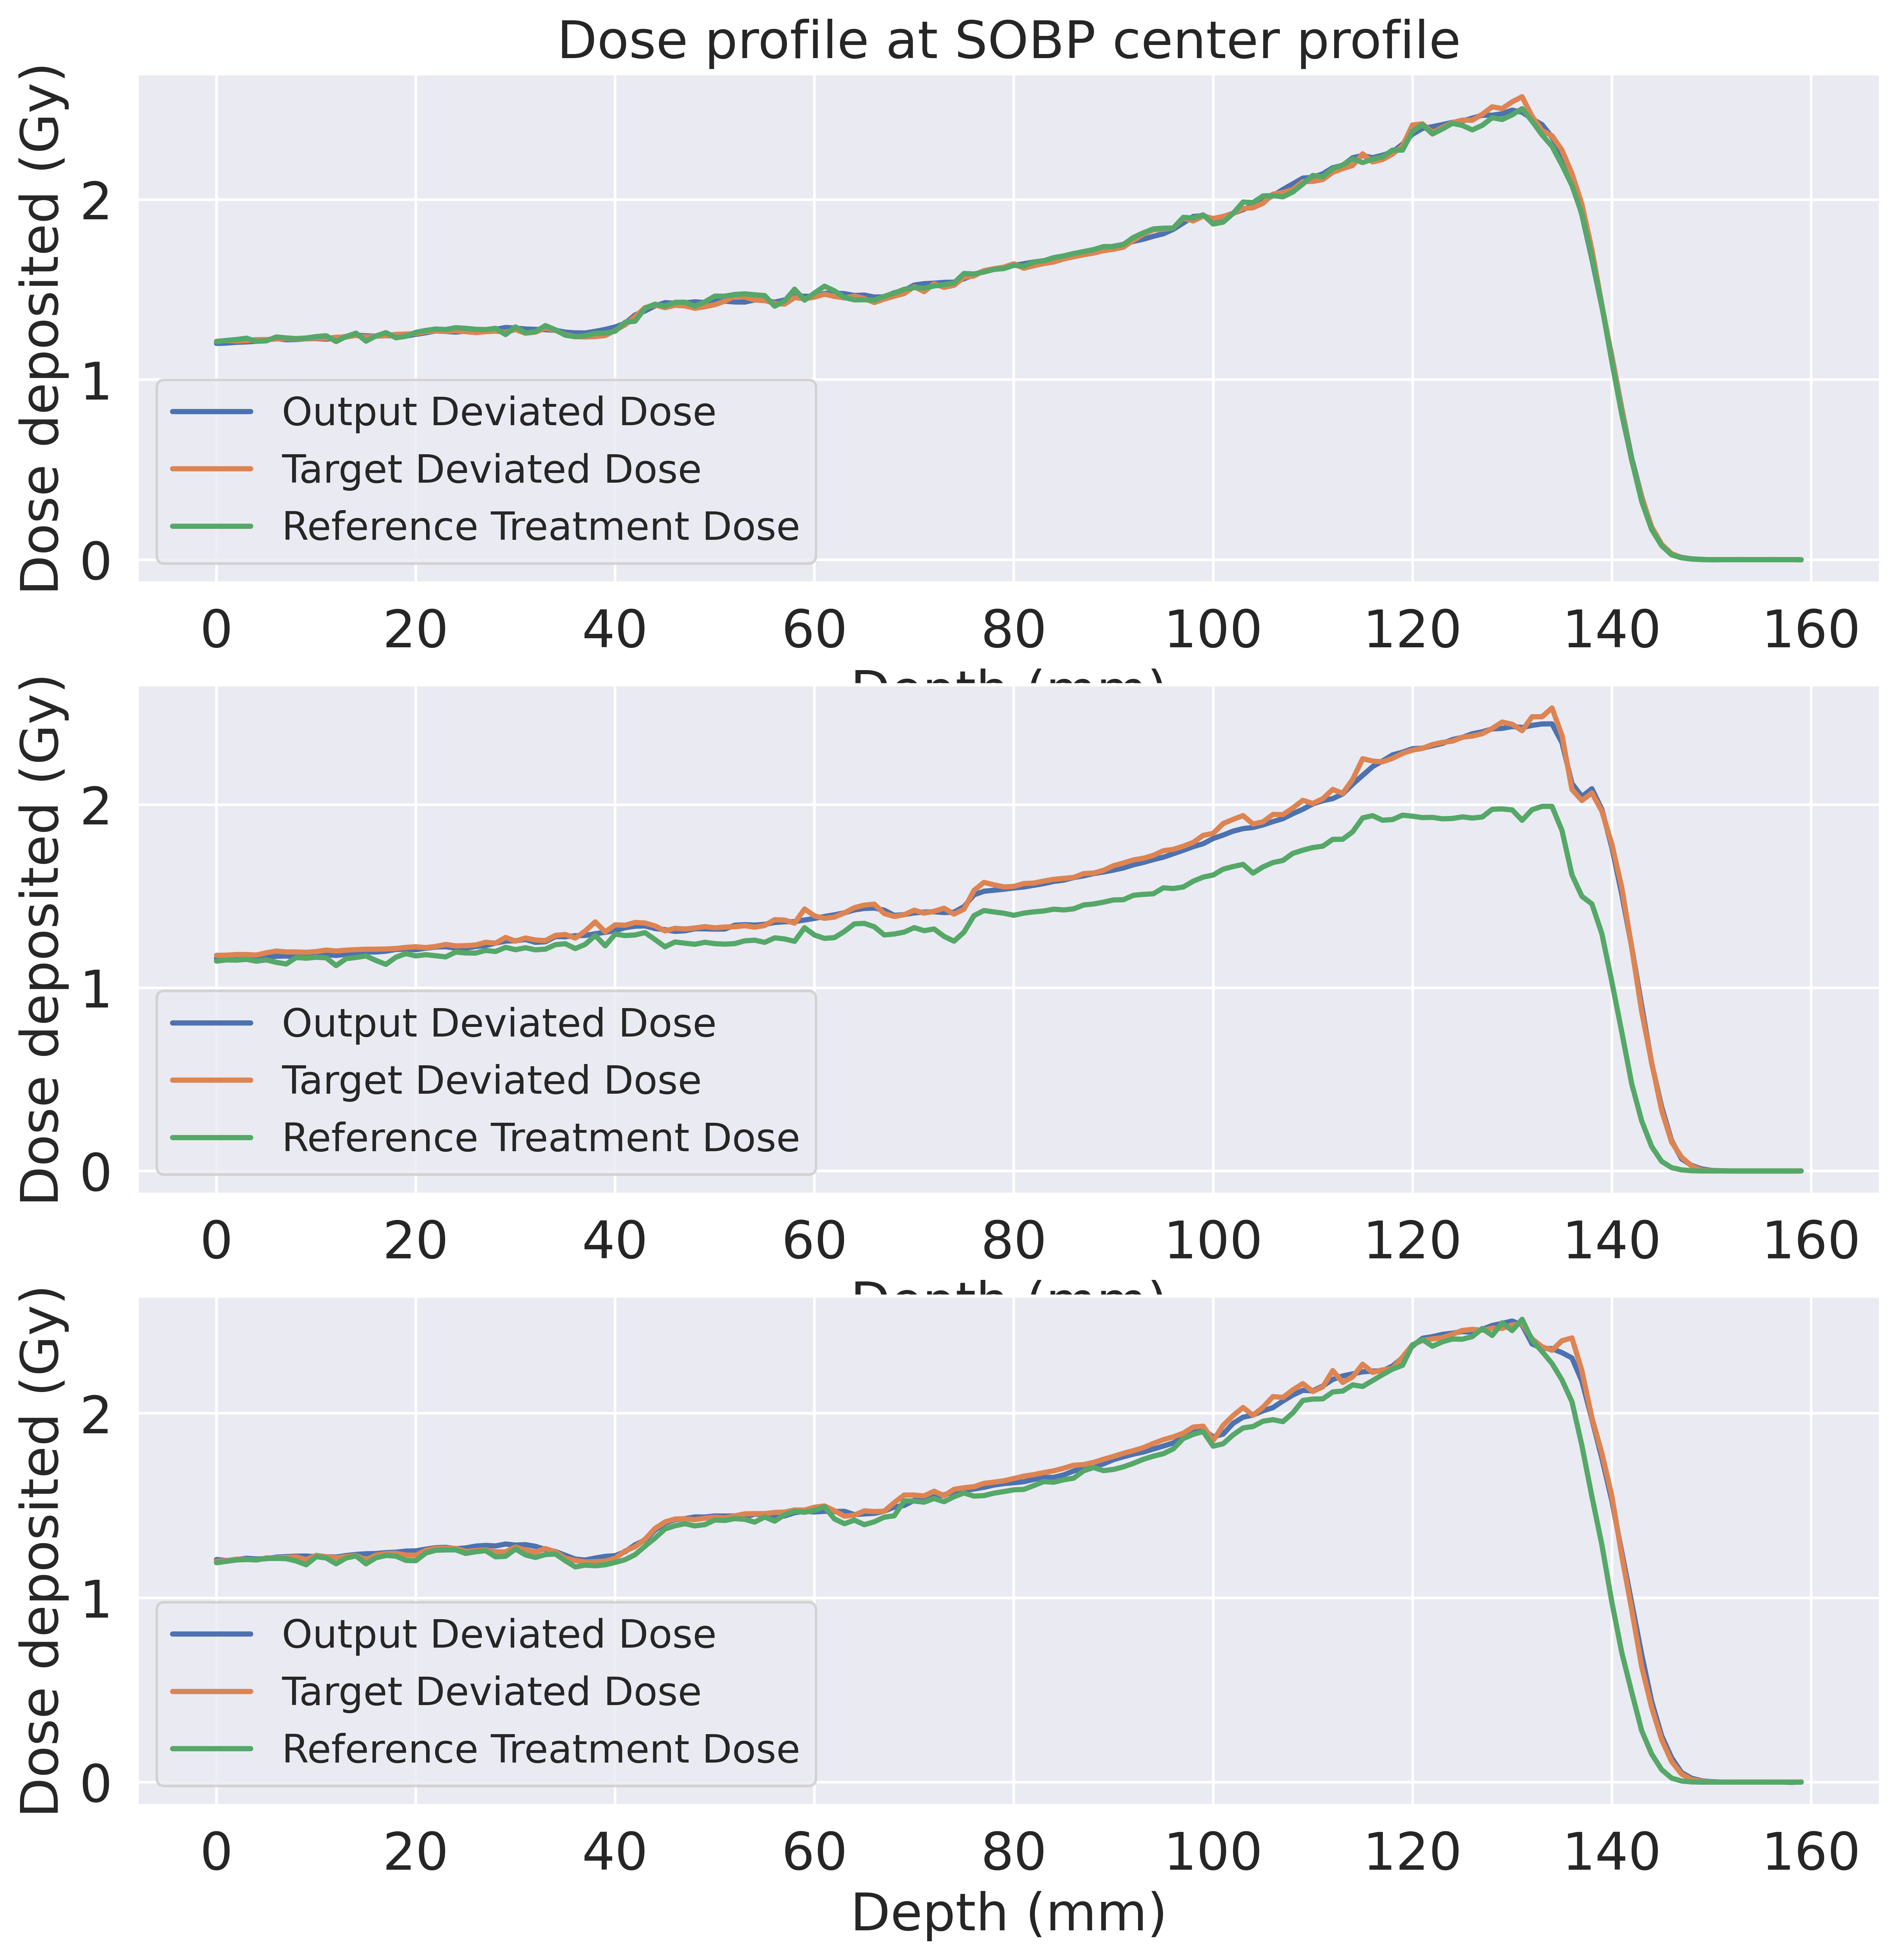 Dose profile at SOBP center profile
Dose deposited (Gy)
2
1
0
Output Deviated Dose
Target Deviated Dose
Reference Treatment Dose
0 20 40 60 80 100 120 140 160
Depth (mm)
Dose deposited (Gy)
2
1
0
Output Deviated Dose
Target Deviated Dose
Reference Treatment Dose
0 20 40 60 80 100 120 140 160
Depth (mm)
Dose deposited (Gy)
2
1
0
Output Deviated Dose
Target Deviated Dose
Reference Treatment Dose
0 20 40 60 80 100 120 140 160
Depth (mm)